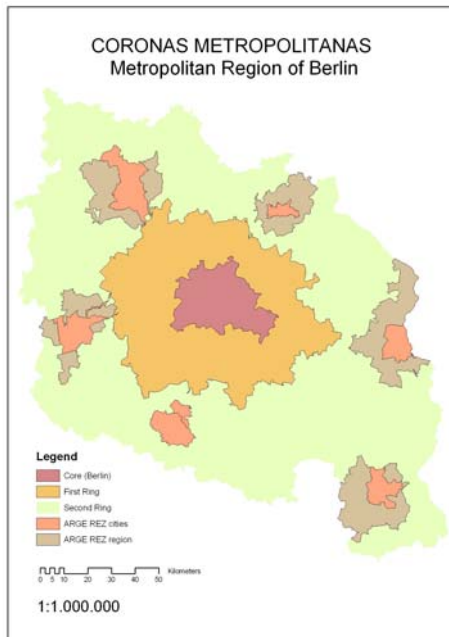 CORONAS METROPOLITANAS
Metropolitan Region of Berlin
Legend
Core (Berlin)
First Ring
Second Ring
ARGE REZ cities
ARGE REZ region
Kilometers
0 5 10 20 30 40 50
1:1.000.000